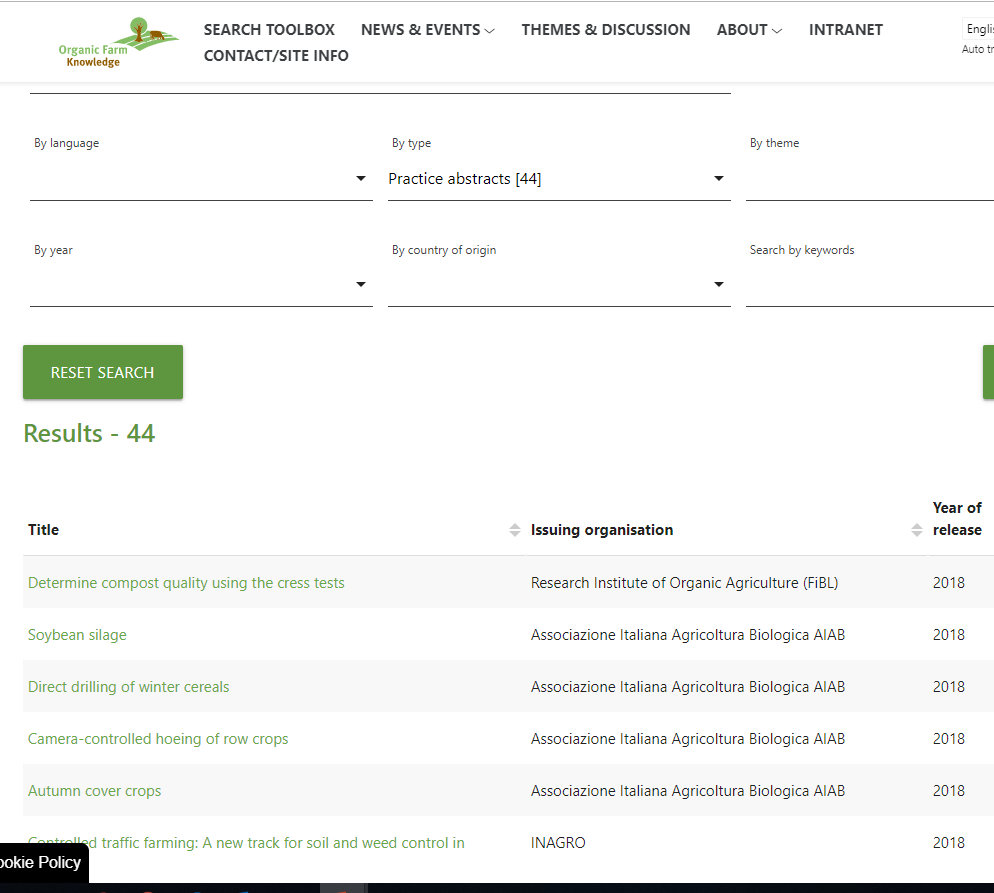 Organic Farm
Knowledge
SEARCH TOOLBOX NEWS & EVENTS THEMES & DISCUSSION ABOUT INTRANET
CONTACT/SITE INFO
Englis
Auto tr
By language By type By theme
Practice abstracts [44]
By year By country of origin Search by keywords
RESET SEARCH
Results - 44
Year of
Title Issuing organisation release
Determine compost quality using the cress tests Research Institute of Organic Agriculture (FiBL) 2018
Soybean silage Associazione Italiana Agricoltura Biologica AIAB 2018
Direct drilling of winter cereals Associazione Italiana Agricoltura Biologica AIAB 2018
Camera-controlled hoeing of row crops Associazione Italiana Agricoltura Biologica AIAB 2018
Autumn cover crops Associazione Italiana Agricoltura Biologica AIAB 2018
Controlled traffic farming: A new track for soil and weed control in INAGRO 2018
ookie Policy